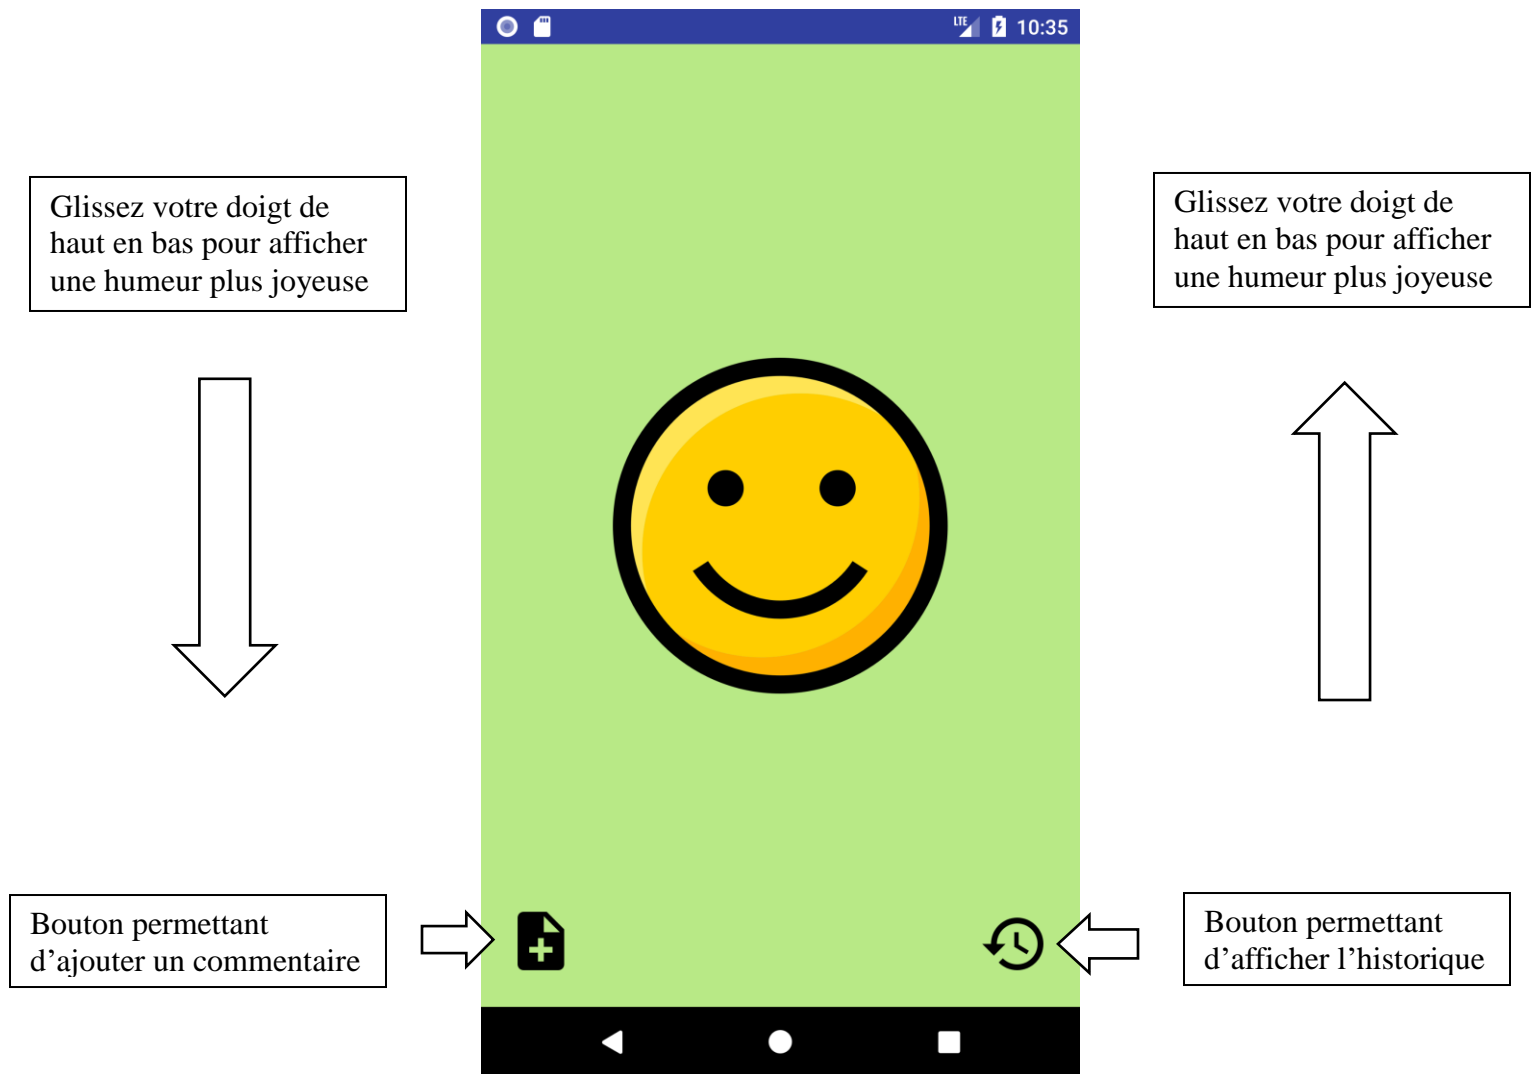 LTE 10:35
Glissez votre doigt de
haut en bas pour afficher
une humeur plus joyeuse
Glissez votre doigt de
haut en bas pour afficher
une humeur plus joyeuse
Bouton permettant
d’ajouter un commentaire
Bouton permettant
d’afficher l’historique